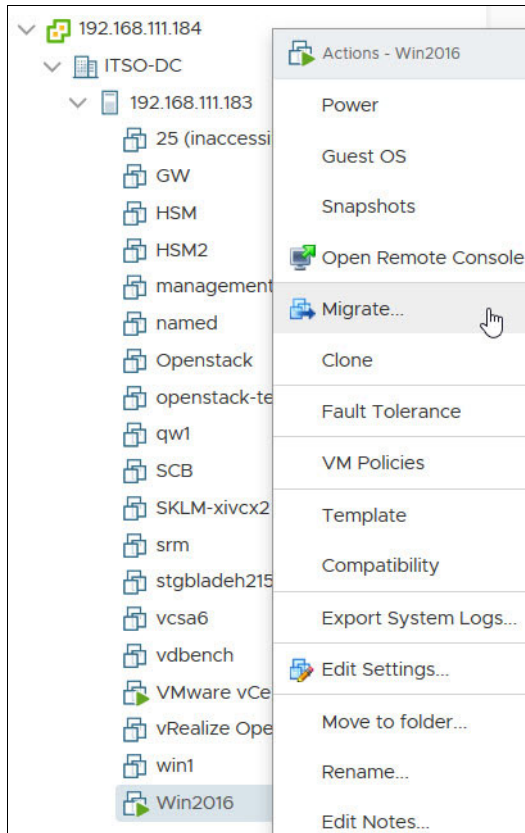 192.168.111.184
ITSO-DC
192.168.111.183
25 (inaccessi
GW
HSM
HSM2
management
named
Openstack
openstack-te
qw1
SCB
SKLM-xivcx2
srm
stgbladeh215
vcsa6
vdbench
VMware vCe
vRealize Ope
win1
Win2016
Actions - Win2016
Power
Guest OS
Snapshots
Open Remote Console
Migrate...
Clone
Fault Tolerance
VM Policies
Template
Compatibility
Export System Logs...
Edit Settings...
Move to folder...
Rename...
Edit Notes...